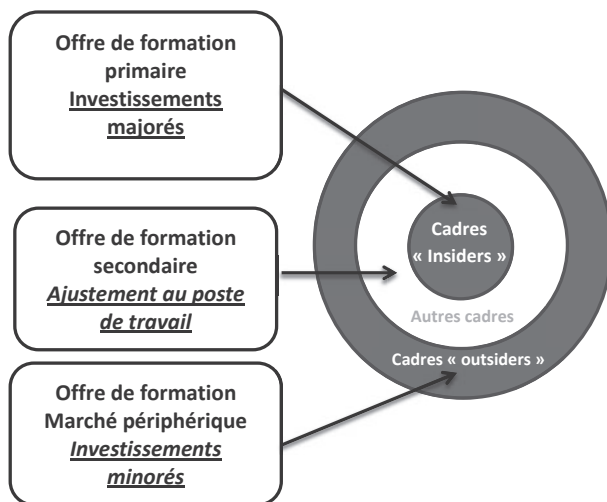 Offre de formation
primaire
Investissements
majorés
Offre de formation
secondaire
Ajustement au poste
de travail
Offre de formation
Marché périphérique
Investissements
minorés
Cadres
« Insiders »
Autres cadres
Cadres « outsiders »